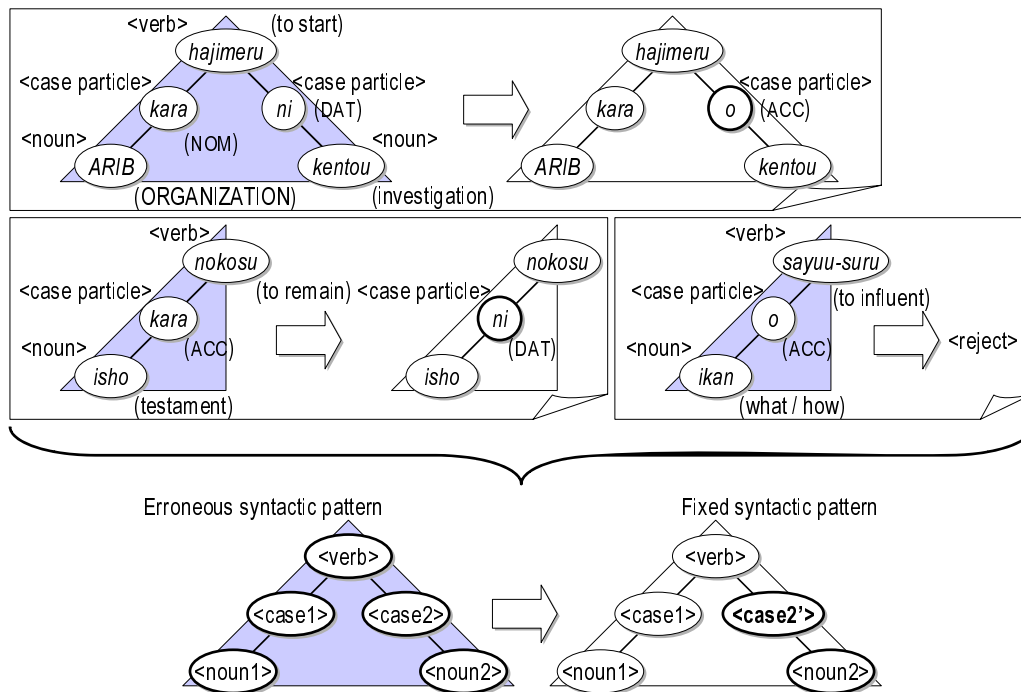 <verb> (to start)
hajimeru hajimeru
<case particle> <case particle> <case particle>
kara ni (DAT) kara o (ACC)
<noun> (NOM) <noun>
ARIB kentou ARIB kentou
(ORGANIZATION) (investigation)
<verb>
nokosu nokosu
<case particle> (to remain) <case particle>
kara ni
<noun> (ACC) (DAT)
isho isho
(testament)
<verb>
sayuu-suru
<case particle> (to influent)
o
<noun> (ACC) <reject>
ikan
(what / how)
Erroneous syntactic pattern Fixed syntactic pattern
<verb> <verb>
<case1> <case2> <case1> <case2’>
<noun1> <noun2> <noun1> <noun2>